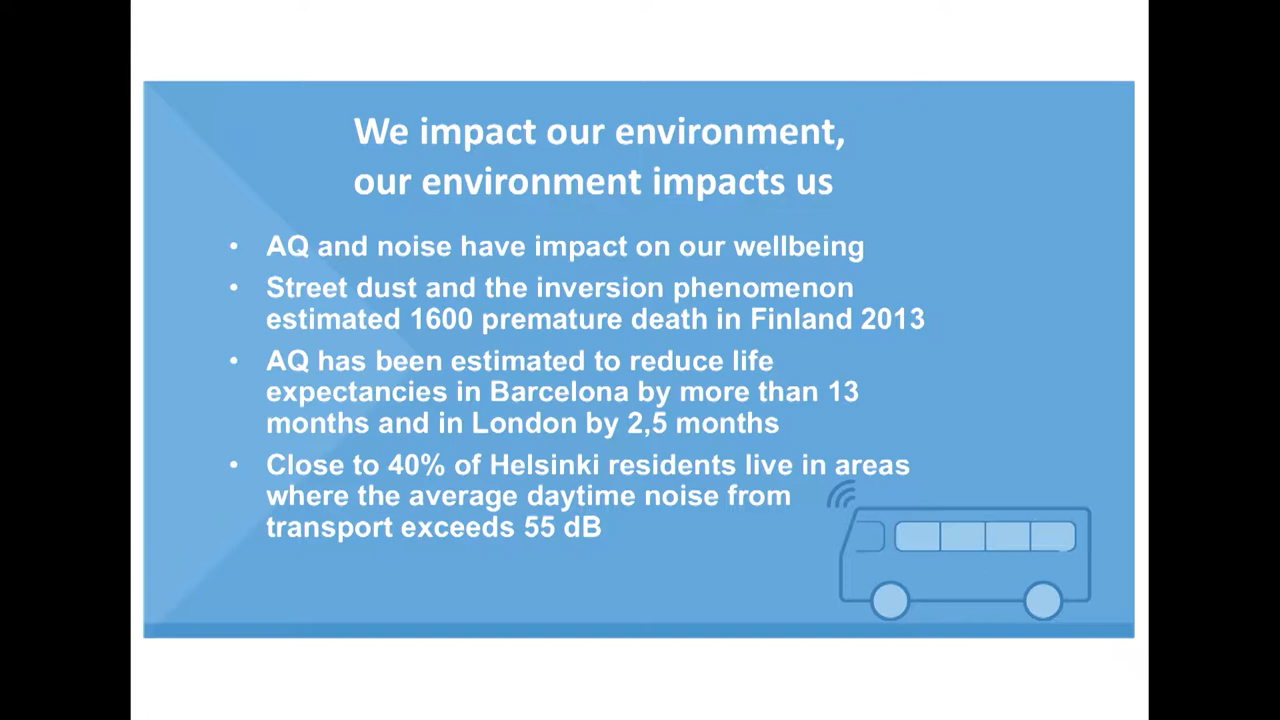 We impact our environment,
our environment impacts us
• AQ and noise have impact on our wellbeing
• Street dust and the inversion phenomenon
estimated 1600 premature death in Finland 2013
• AQ has been estimated to reduce life
expectancies in Barcelona by more than 13
months and in London by 2,5 months
• Close to 40% of Helsinki residents live in areas
where the average daytime noise from
transport exceeds 55 dB